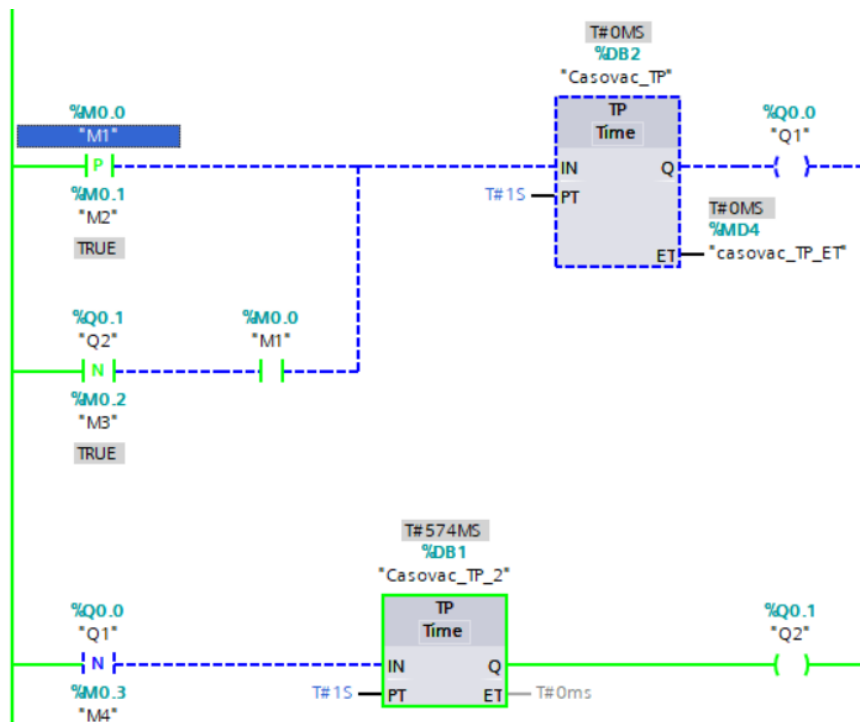 T#0MS
%DB2
"Casovac_TP"
%M0.0
"M1"
TP
Time
%Q0.0
"Q1"
P
IN
Q
%M0.1
"M2"
TRUE
T#1S
PT
T#0MS
%MD4
ET
"casovac_TP_ET"
%Q0.1
"Q2"
%M0.0
"M1"
N
%M0.2
"M3"
TRUE
T#574MS
%DB1
"Casovac_TP_2"
%Q0.0
"Q1"
TP
Time
%Q0.1
"Q2"
N
IN
Q
%M0.3
"M4"
T#1S
PT
ET
T#0ms